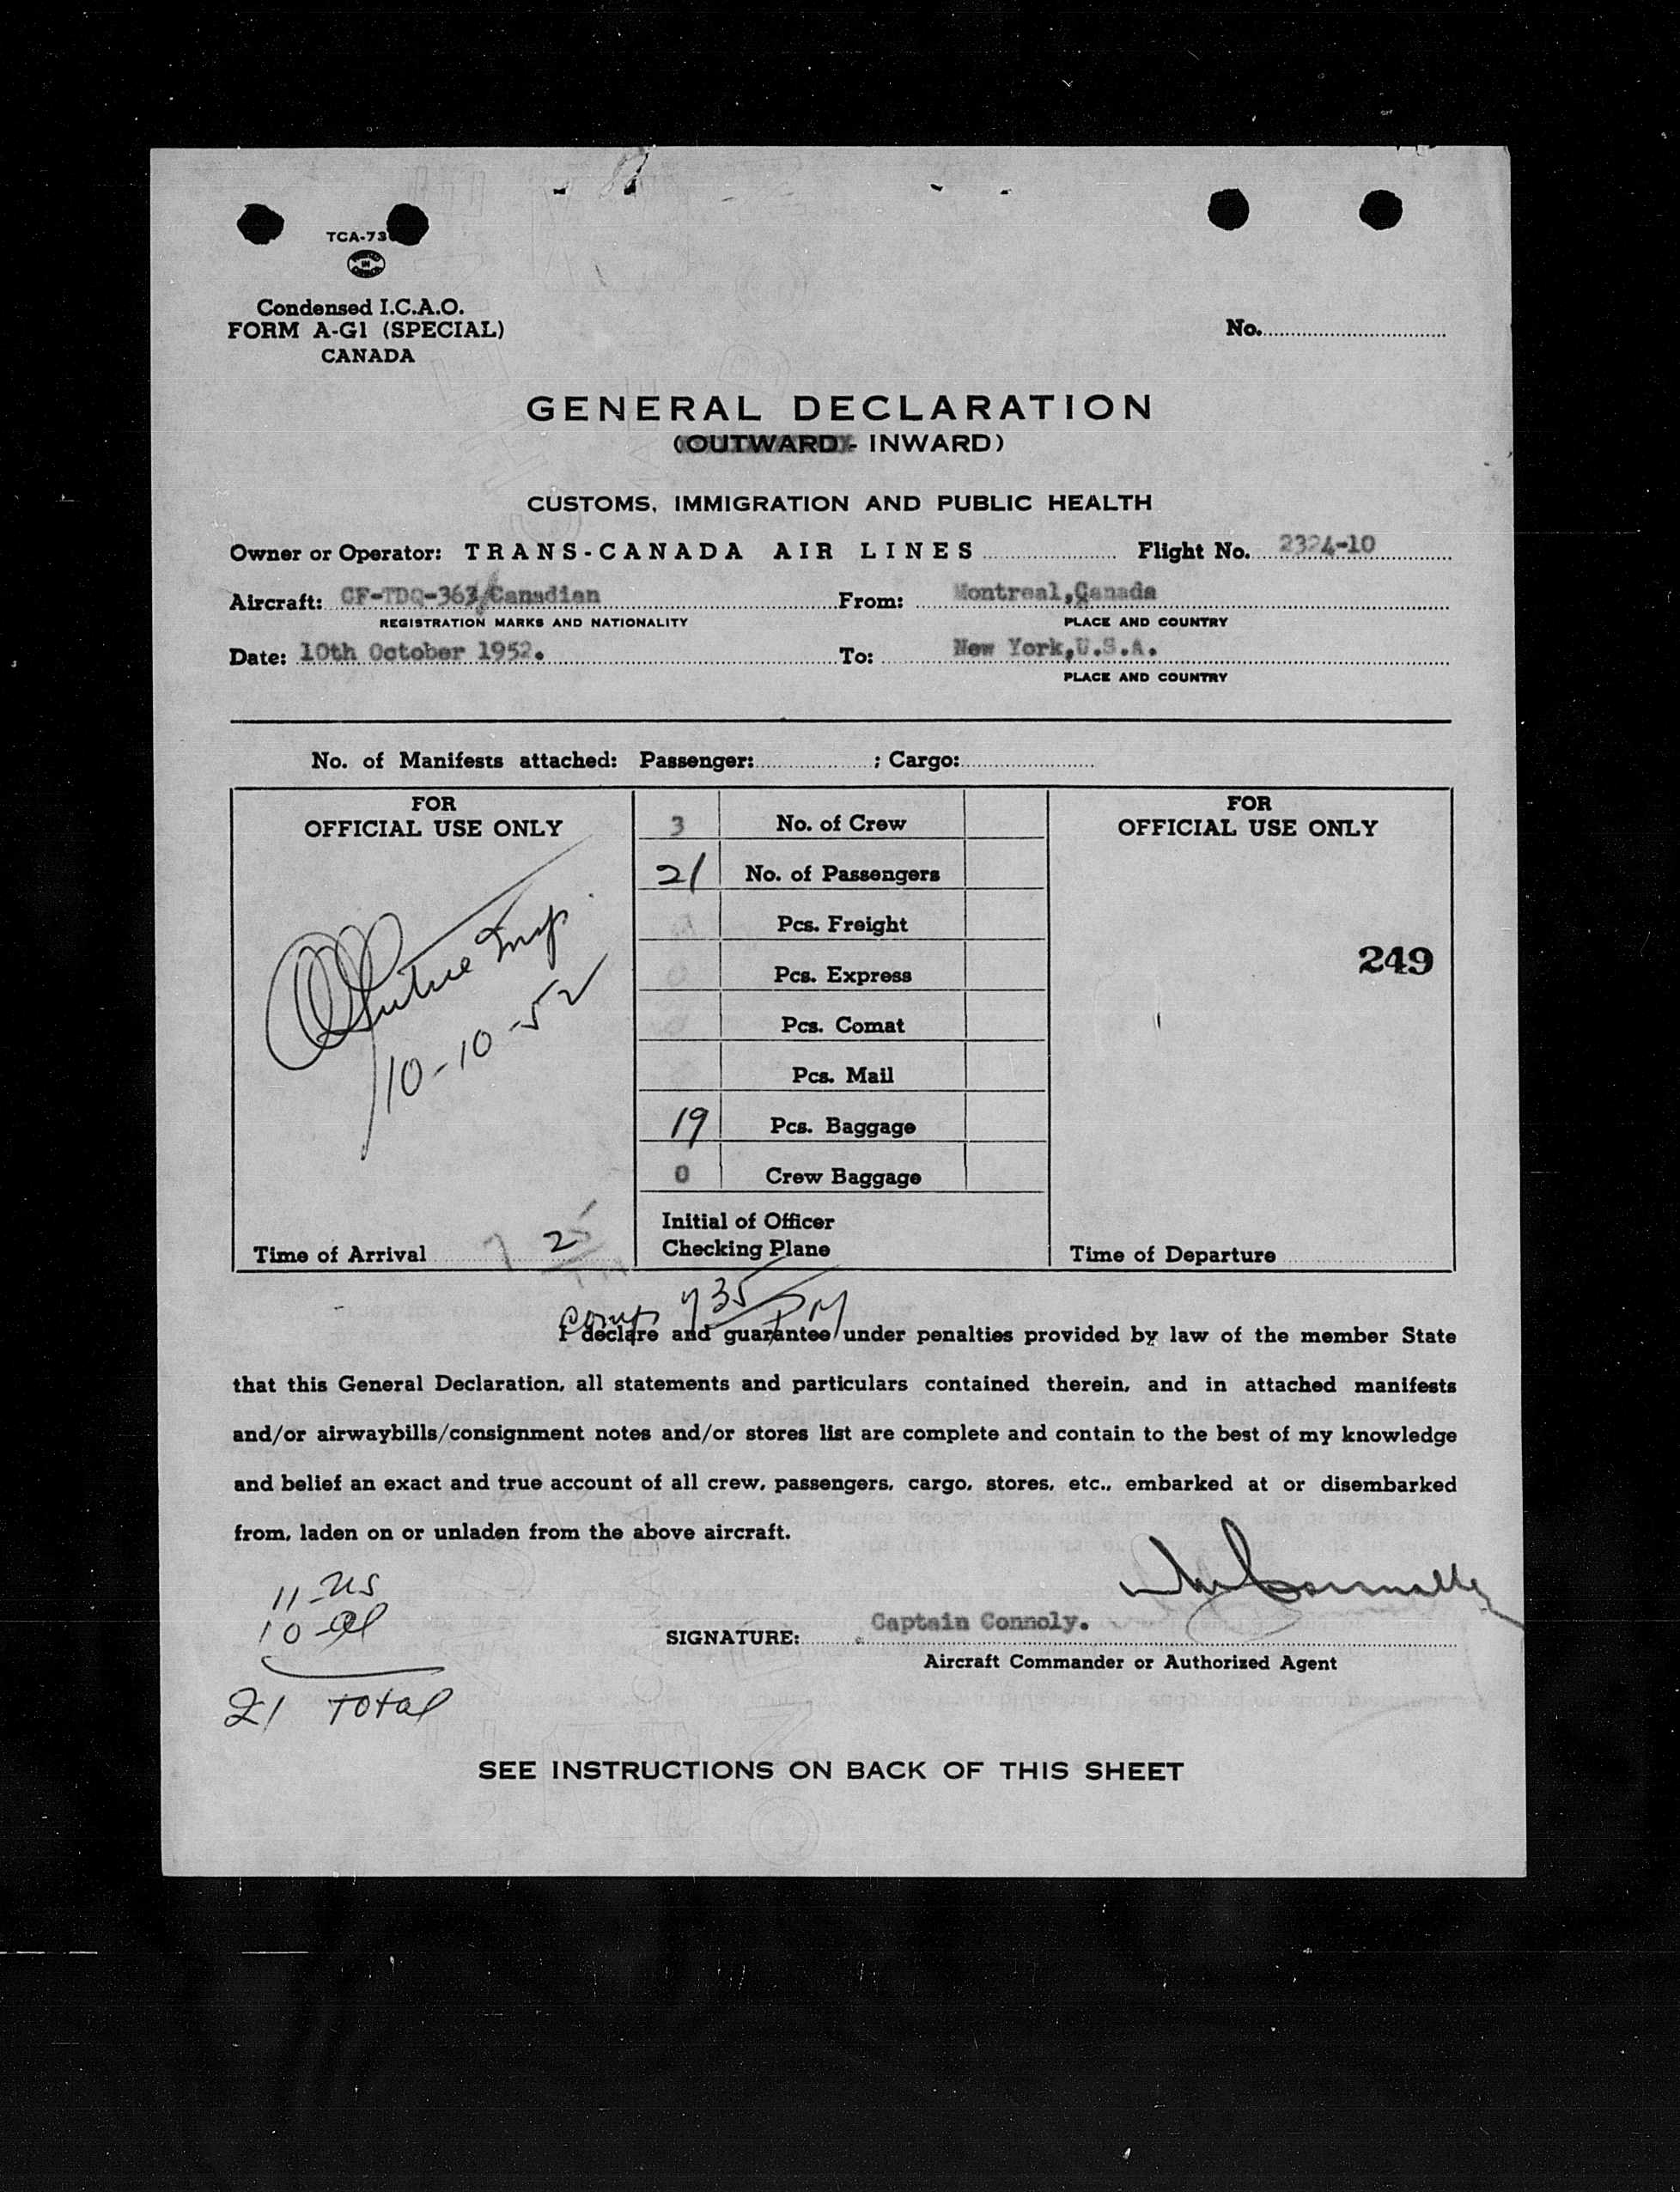 TCA-73
PRINTED IN CANADA
Condensed I.C.A.O.
FORM A-G1 (SPECIAL)
CANADA
No.
GENERAL DECLARATION
(OUTWARD - INWARD)
CUSTOMS, IMMIGRATION AND PUBLIC HEALTH
Owner or Operator: TRANS-CANADA AIR LINES Flight No. 2324-10
Aircraft: CF-TDQ-363/Canadian From: Montreal,Canada
REGISTRATION MARKS AND NATIONALITY PLACE AND COUNTRY
Date: 10th October 1952. To: New York,U.S.A.
PLACE AND COUNTRY
No. of Manifests attached: Passenger: ; Cargo:
FOR
OFFICIAL USE ONLY
10-10-52
Time of Arrival 7 25
3 No. of Crew
21 No. of Passengers
Pcs. Freight
0 Pcs. Express
Pcs. Comat
Pcs. Mail
19 Pcs. Baggage
0 Crew Baggage
Initial of Officer
Checking Plane
FOR
OFFICIAL USE ONLY
249
Time of Departure
735 PM
I declare and guarantee under penalties provided by law of the member State
that this General Declaration, all statements and particulars contained therein, and in attached manifests
and/or airwaybills/consignment notes and/or stores list are complete and contain to the best of my knowledge
and belief an exact and true account of all crew, passengers, cargo, stores, etc., embarked at or disembarked
from, laden on or unladen from the above aircraft.
11-us
10-al
21 total
SIGNATURE: Captain Connoly.
Aircraft Commander or Authorized Agent
SEE INSTRUCTIONS ON BACK OF THIS SHEET